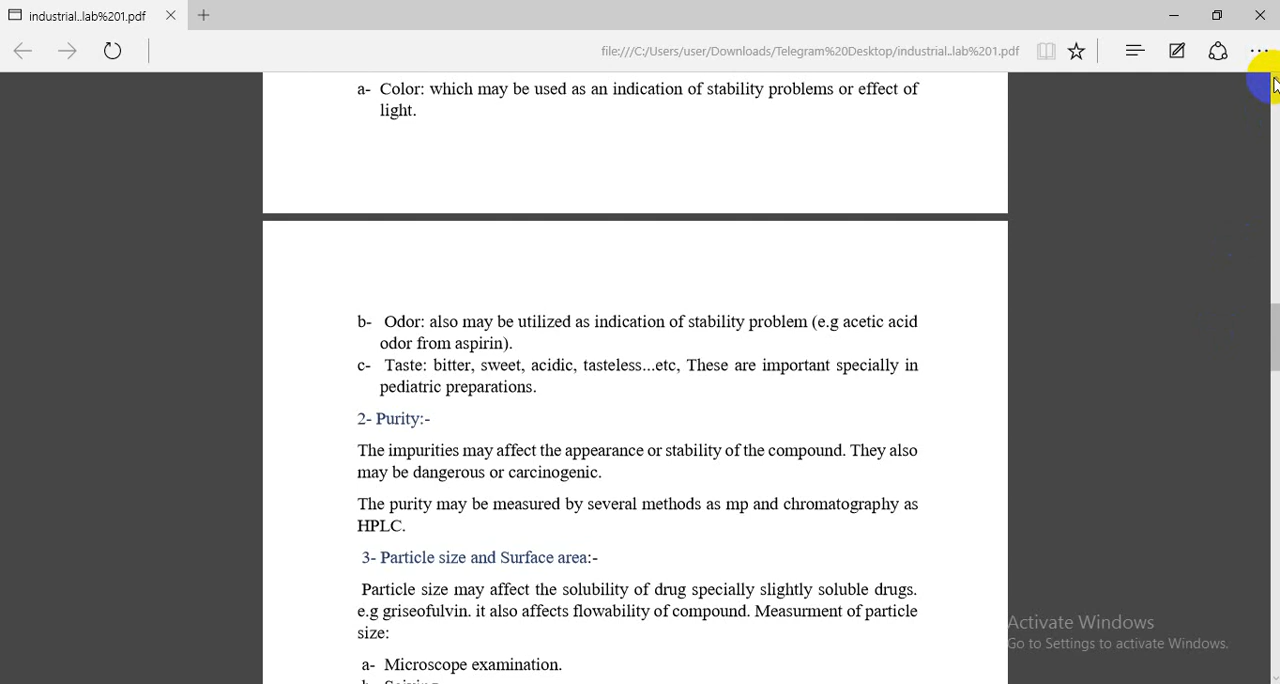 industrial..lab%201.pdf
file:///C:/Users/user/Downloads/Telegram%20Desktop/industrial..lab%201.pdf
a- Color: which may be used as an indication of stability problems or effect of
light.
b- Odor: also may be utilized as indication of stability problem (e.g acetic acid
odor from aspirin).
c- Taste: bitter, sweet, acidic, tasteless...etc, These are important specially in
pediatric preparations.
2- Purity:-
The impurities may affect the appearance or stability of the compound. They also
may be dangerous or carcinogenic.
The purity may be measured by several methods as mp and chromatography as
HPLC.
3- Particle size and Surface area:-
Particle size may affect the solubility of drug specially slightly soluble drugs.
e.g griseofulvin. it also affects flowability of compound. Measurment of particle
size:
Activate Windows
Go to Settings to activate Windows.
a- Microscope examination.